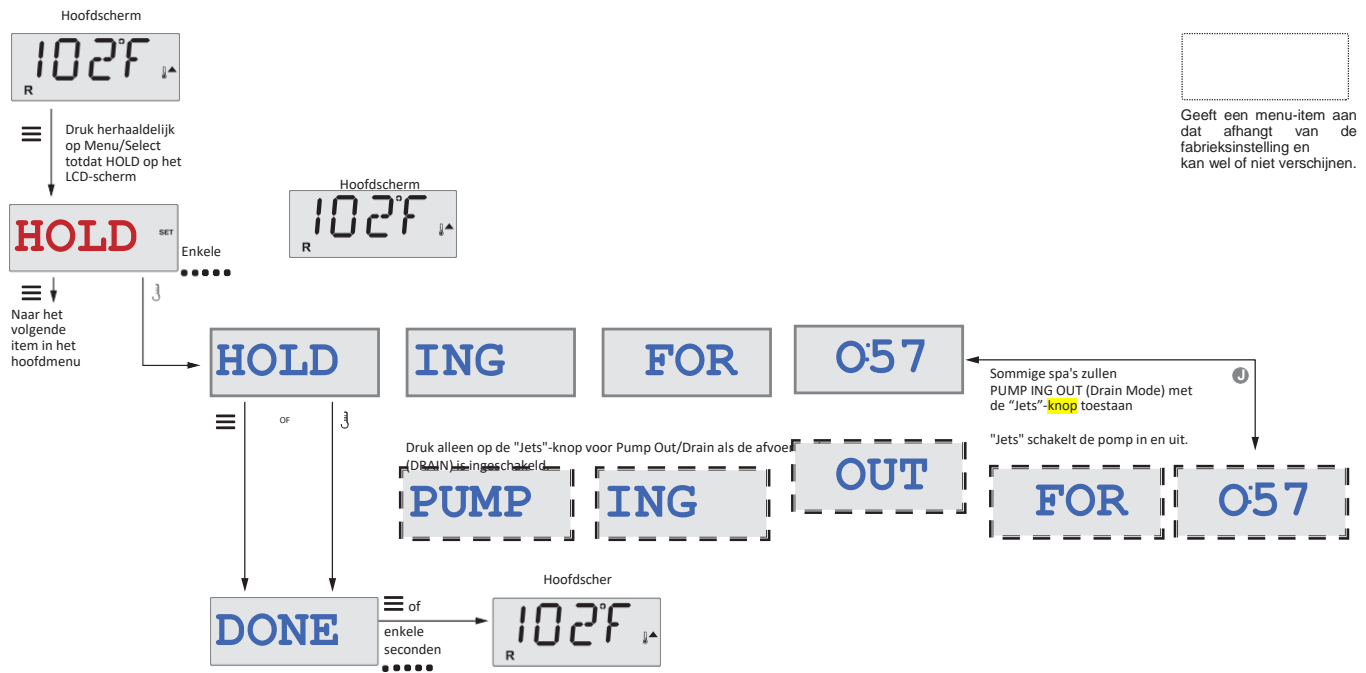 Hoofdscherm
102°F
R
Druk herhaaldelijk
op Menu/Select
totdat HOLD op het
LCD-scherm
HOLD SET
Enkele
Naar het
volgende
item in het
hoofdmenu
Hoofdscherm
102°F
R
Geeft een menu-item aan
dat afhangt van de
fabrieksinstelling en
kan wel of niet verschijnen.
HOLD
ING
FOR
0:57
OF
Sommige spa's zullen
PUMP ING OUT (Drain Mode) met
de “Jets”-knop toestaan
J
"Jets" schakelt de pomp in en uit.
Druk alleen op de "Jets"-knop voor Pump Out/Drain als de afvoer
(DRAIN) is ingeschakeld.
PUMP
ING
OUT
FOR
0:57
DONE
of
enkele
seconden
Hoofdscher
102°F
R